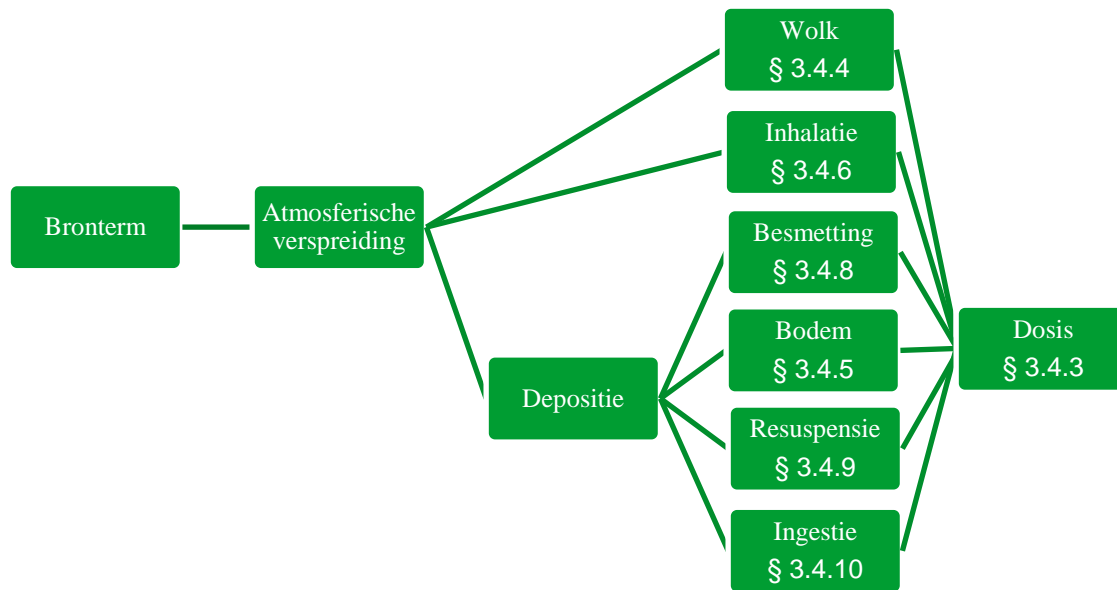 Bronterm
Atmosferische
verspreiding
Depositie
Wolk
§ 3.4.4
Inhalatie
§ 3.4.6
Besmetting
§ 3.4.8
Bodem
§ 3.4.5
Resuspensie
§ 3.4.9
Ingestie
§ 3.4.10
Dosis
§ 3.4.3